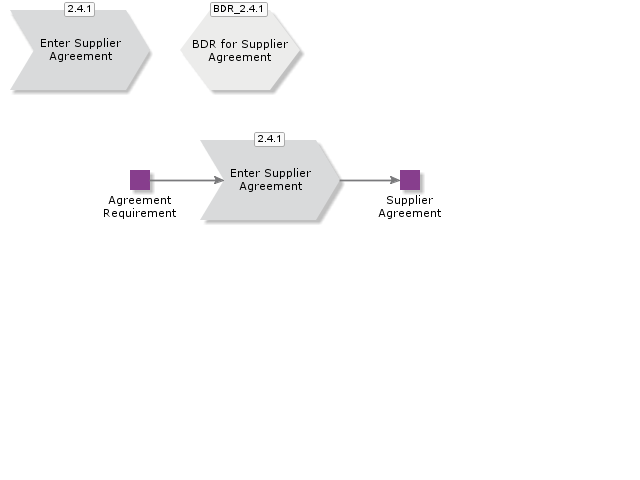 2.4.1
Enter Supplier
Agreement
BDR_2.4.1
BDR for Supplier
Agreement
2.4.1
Enter Supplier
Agreement
Agreement
Requirement
Supplier
Agreement